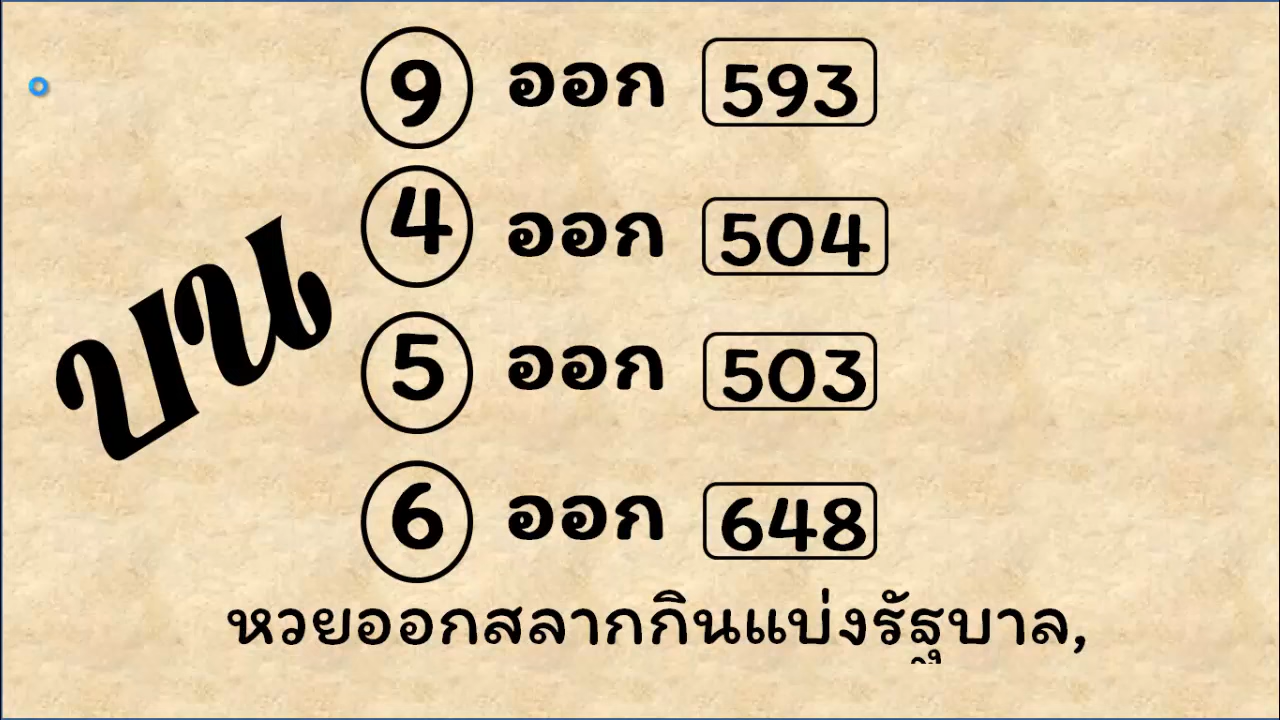 9 ออก 593
4 ออก 504
บน
5 ออก 503
6 ออก 648
หวยออกสลากกินแบ่งรัฐบาล,